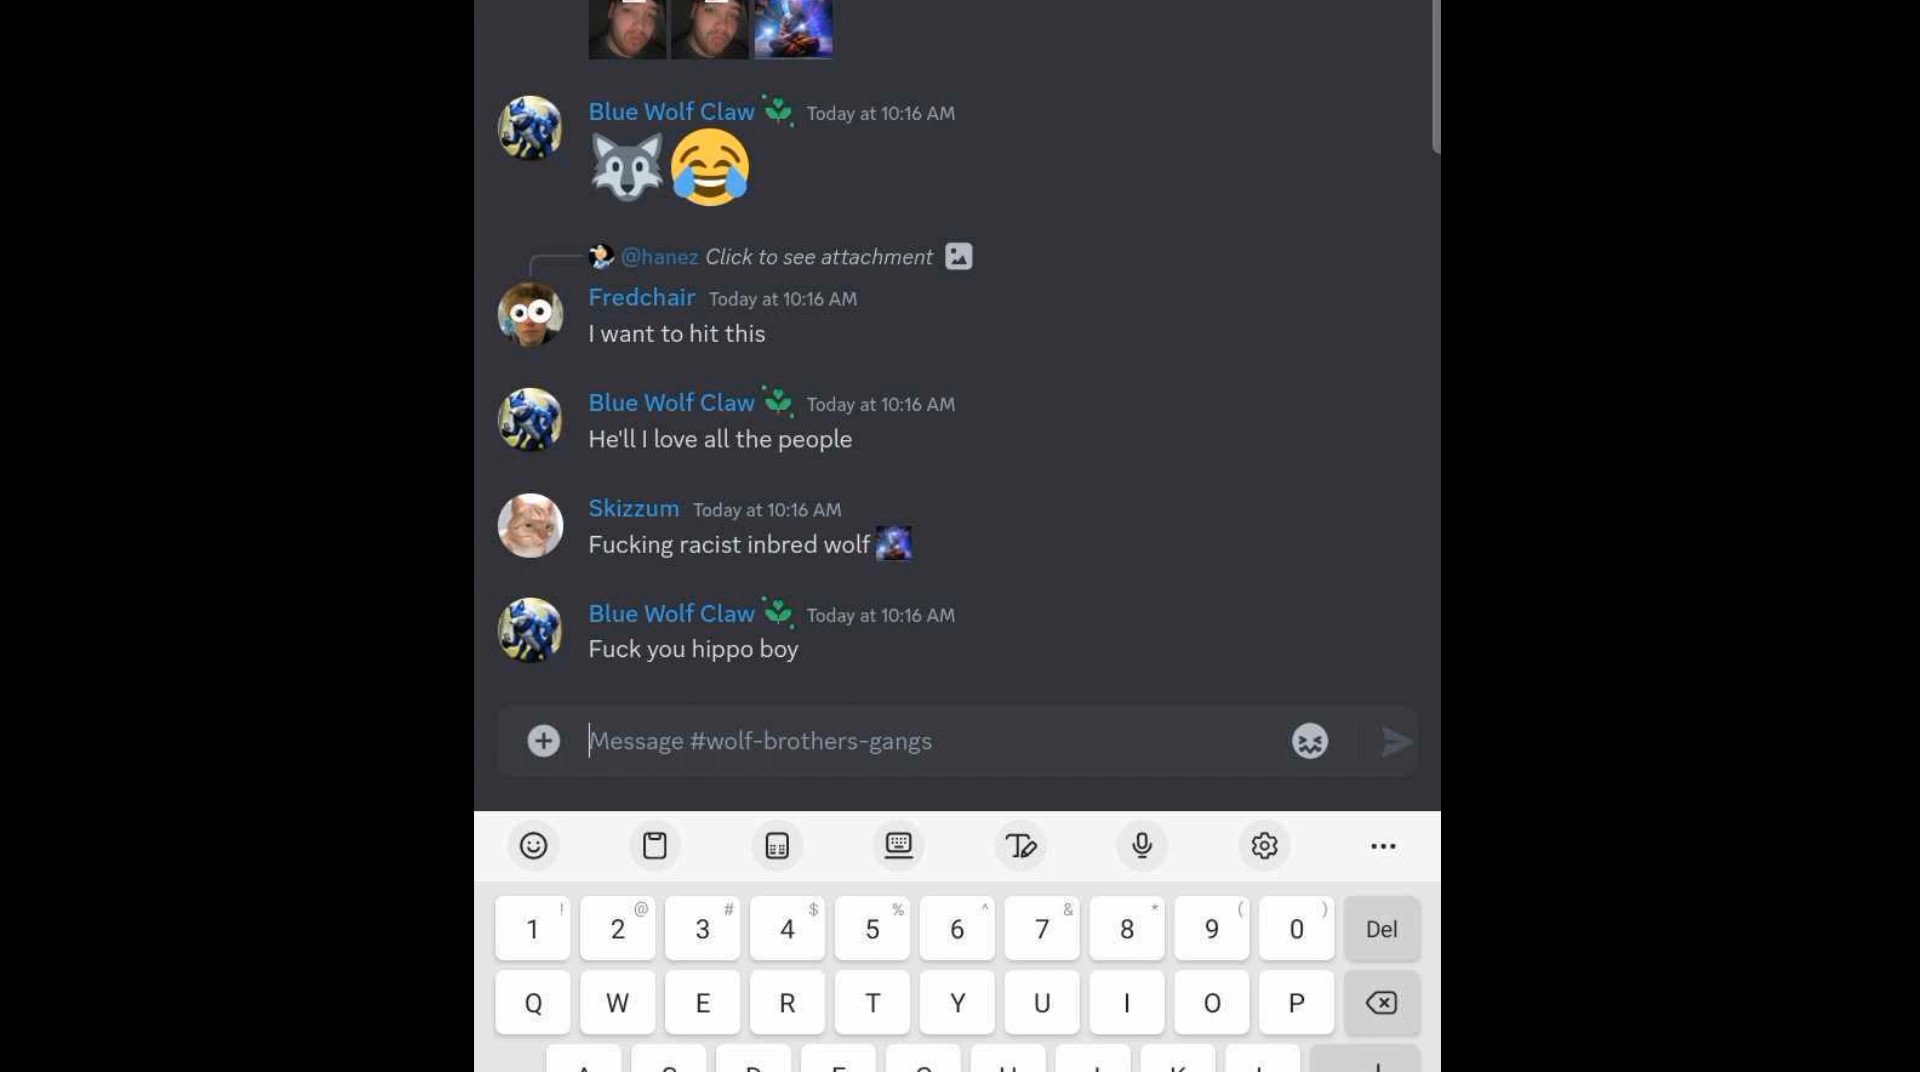 Blue Wolf Claw Today at 10:16 AM
@hanez Click to see attachment
Fredchair Today at 10:16 AM
I want to hit this
Blue Wolf Claw Today at 10:16 AM
He'll I love all the people
Skizzum Today at 10:16 AM
Fucking racist inbred wolf
Blue Wolf Claw Today at 10:16 AM
Fuck you hippo boy
Message #wolf-brothers-gangs
! @ # $ % ^ & * ( )
1 2 3 4 5 6 7 8 9 0 Del
Q W E R T Y U I O P